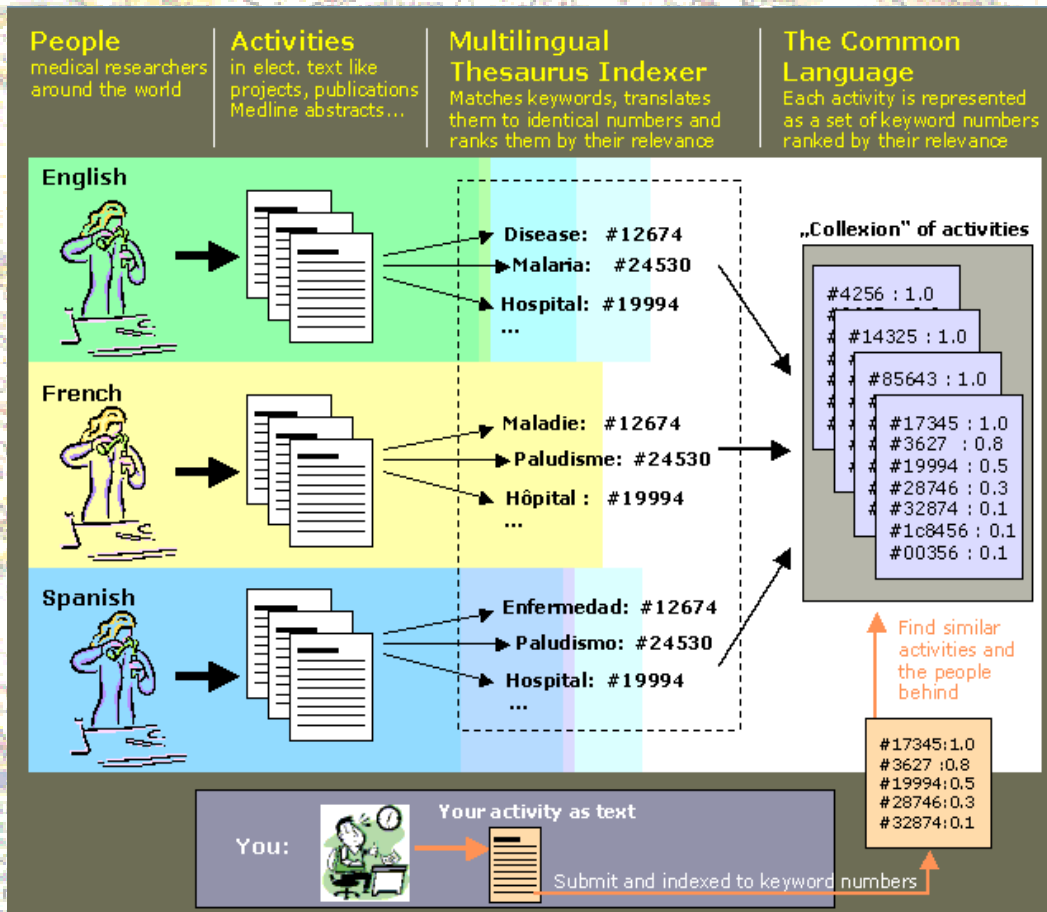 People
medical researchers
around the world
Activities
in elect. text like
projects, publications
Medline abstracts...
Multilingual
Thesaurus Indexer
Matches keywords, translates
them to identical numbers and
ranks them by their relevance
The Common
Language
Each activity is represented
as a set of keyword numbers
ranked by their relevance
English
Disease: #12674
Malaria: #24530
Hospital: #19994
...
French
Maladie: #12674
Paludisme: #24530
Hôpital : #19994
...
Spanish
Enfermedad: #12674
Paludismo: #24530
Hospital: #19994
...
„Collexion" of activities
#4256 : 1.0
#14325 : 1.0
#85643 : 1.0
#17345 : 1.0
#3627 : 0.8
#19994 : 0.5
#28746 : 0.3
#32874 : 0.1
#1c8456 : 0.1
#00356 : 0.1
Find similar
activities and
the people
behind
#17345:1.0
#3627 :0.8
#19994:0.5
#28746:0.3
#32874:0.1
You:
Your activity as text
Submit and indexed to keyword numbers